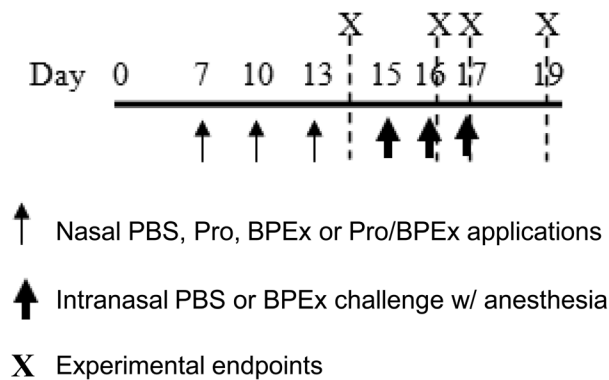 X X X X
Day 0 7 10 13 15 16 17 19
Nasal PBS, Pro, BPEx or Pro/BPEx applications
Intranasal PBS or BPEx challenge w/ anesthesia
X Experimental endpoints